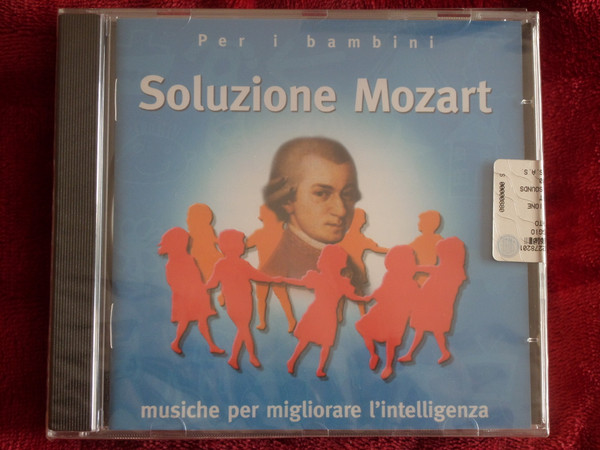 Per i bambini
Soluzione Mozart
musiche per migliorare l'intelligenza